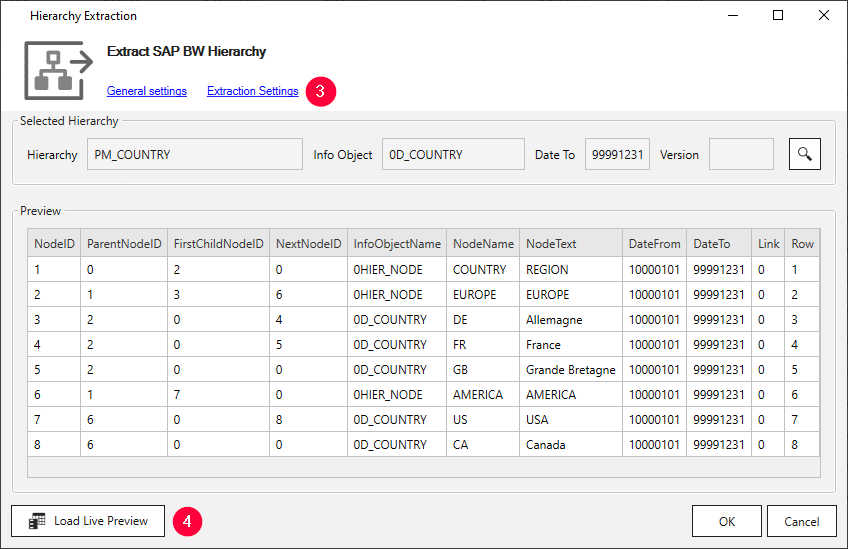 Hierarchy Extraction
Extract SAP BW Hierarchy
General settings Extraction Settings 3
Selected Hierarchy
Hierarchy PM_COUNTRY Info Object 0D_COUNTRY Date To 99991231 Version
Preview
NodeID ParentNodeID FirstChildNodeID NextNodeID InfoObjectName NodeName NodeText DateFrom DateTo Link Row
1 0 2 0 0HIER_NODE COUNTRY REGION 10000101 99991231 0 1
2 1 3 6 0HIER_NODE EUROPE EUROPE 10000101 99991231 0 2
3 2 0 4 0D_COUNTRY DE Allemagne 10000101 99991231 0 3
4 2 0 5 0D_COUNTRY FR France 10000101 99991231 0 4
5 2 0 0 0D_COUNTRY GB Grande Bretagne 10000101 99991231 0 5
6 1 7 0 0HIER_NODE AMERICA AMERICA 10000101 99991231 0 6
7 6 0 8 0D_COUNTRY US USA 10000101 99991231 0 7
8 6 0 0 0D_COUNTRY CA Canada 10000101 99991231 0 8
Load Live Preview 4 OK Cancel